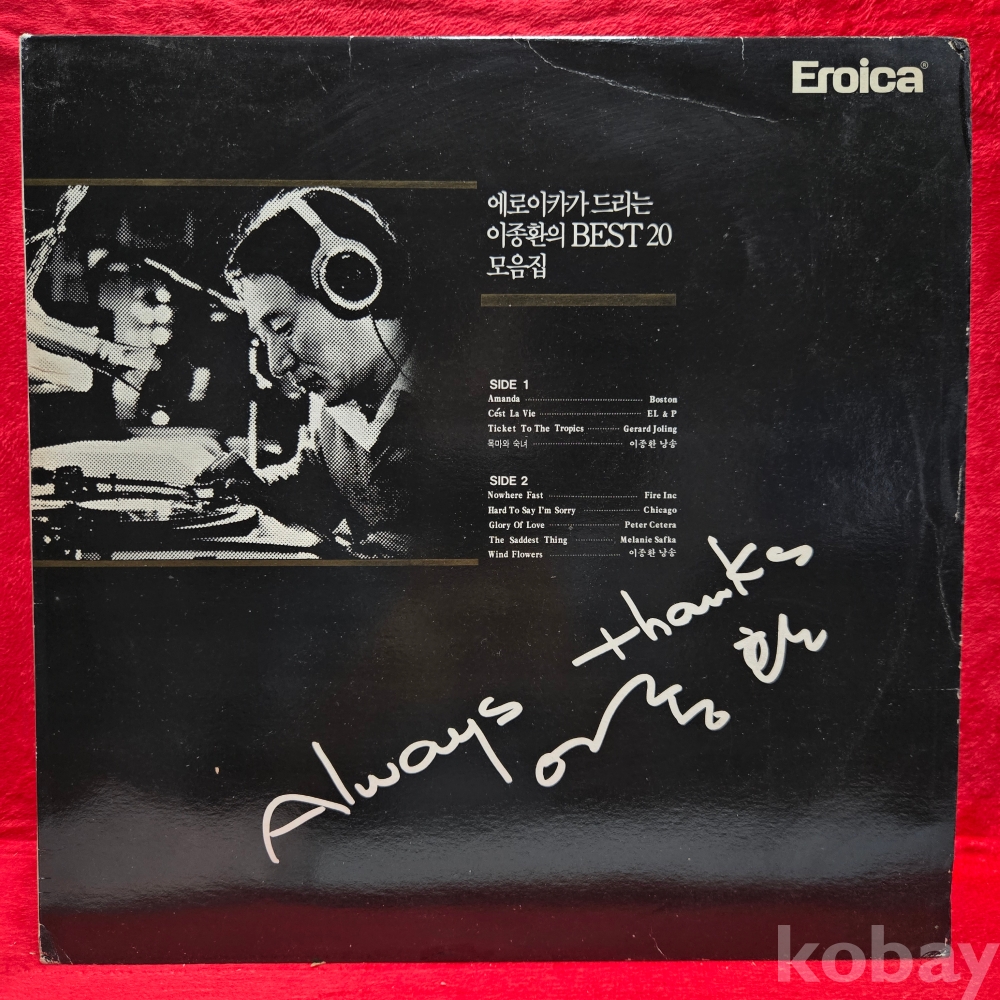 Eroica®
에로이카가 드리는
이종환의 BEST 20
모음집
SIDE 1
Amanda Boston
C'est La Vie EL & P
Ticket To The Tropics Gerard Joling
목마와 숙녀 이종환 낭송
SIDE 2
Nowhere Fast Fire Inc
Hard To Say I'm Sorry Chicago
Glory Of Love Peter Cetera
The Saddest Thing Melanie Safka
Wind Flowers 이종환 낭송
Always thanks
이종환
kobay